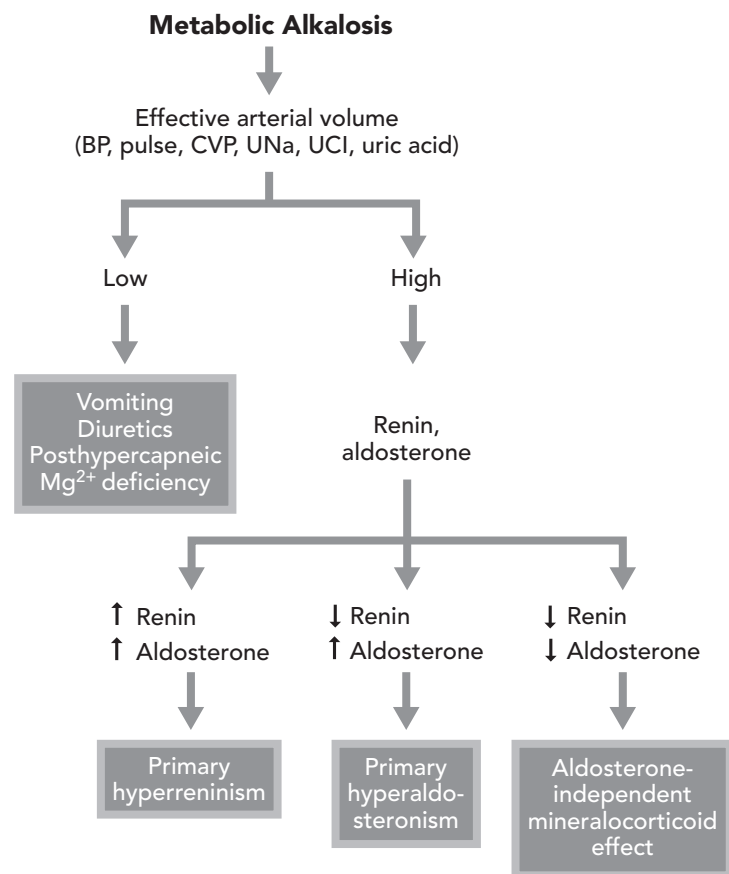 Metabolic Alkalosis
Effective arterial volume
(BP, pulse, CVP, UNa, UCI, uric acid)
Low
High
Vomiting
Diuretics
Posthypercapneic
Mg²⁺ deficiency
Renin,
aldosterone
↑ Renin
↑ Aldosterone
↓ Renin
↑ Aldosterone
↓ Renin
↓ Aldosterone
Primary
hyperreninism
Primary
hyperaldo-
steronism
Aldosterone-
independent
mineralocorticoid
effect